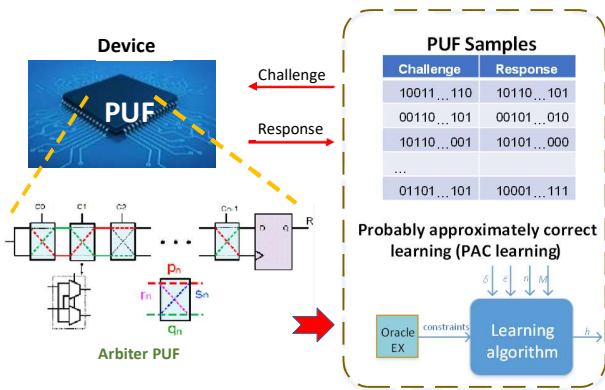 Device
PUF
Challenge
Response
C0 C1 C2 Cn-1
D Q R
pn
rn sn
qn
Arbiter PUF
PUF Samples
Challenge Response
10011...110 10110...101
00110...101 00101...010
10110...001 10101...000
...
01101...101 10001...111
Probably approximately correct
learning (PAC learning)
δ ε n M
Oracle
EX
constraints
Learning
algorithm
h